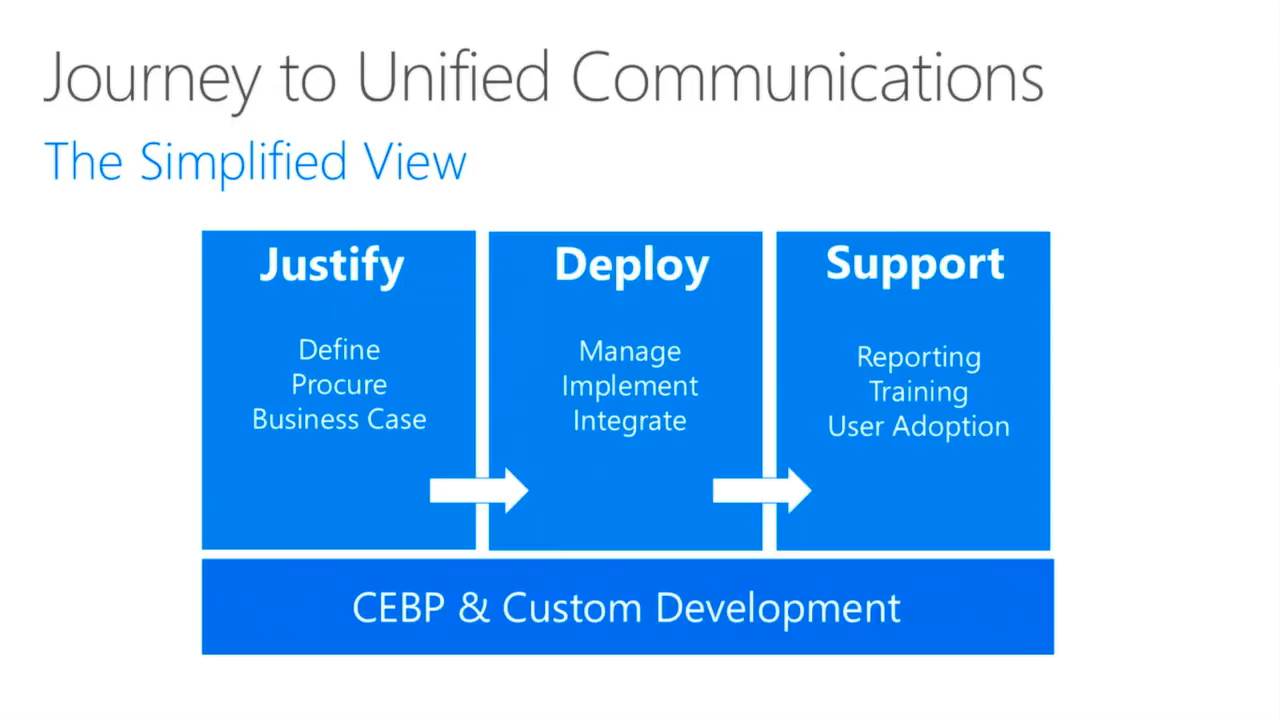 Journey to Unified Communications
The Simplified View
Justify
Define
Procure
Business Case
Deploy
Manage
Implement
Integrate
Support
Reporting
Training
User Adoption
CEBP & Custom Development